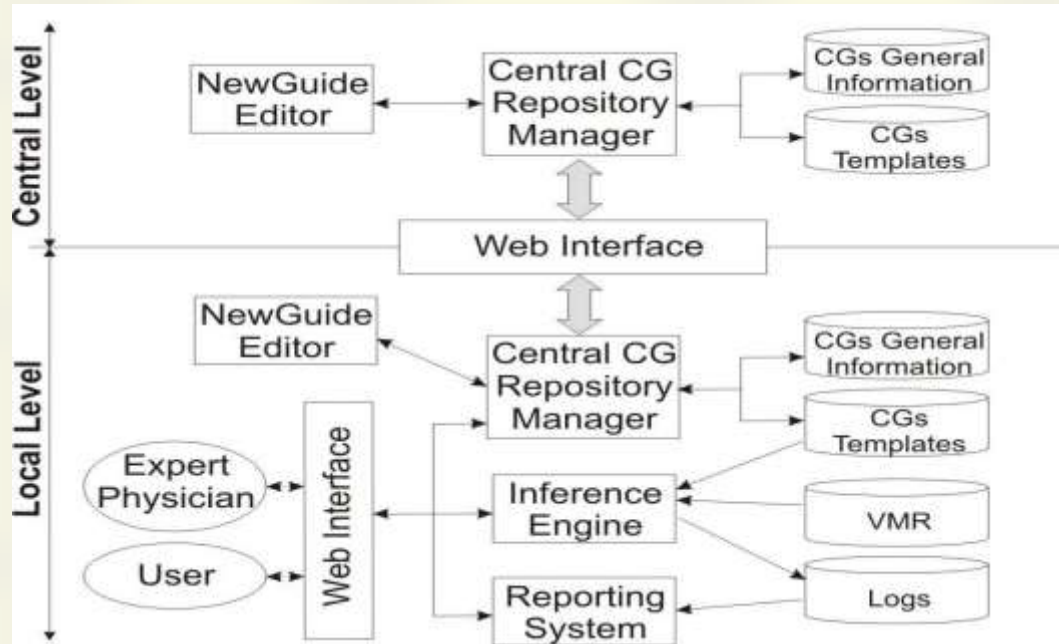 Central Level
NewGuide
Editor
Central CG
Repository
Manager
CGs General
Information
CGs
Templates
Web Interface
Local Level
NewGuide
Editor
Central CG
Repository
Manager
CGs General
Information
CGs
Templates
Expert
Physician
User
Web Interface
Inference
Engine
VMR
Reporting
System
Logs